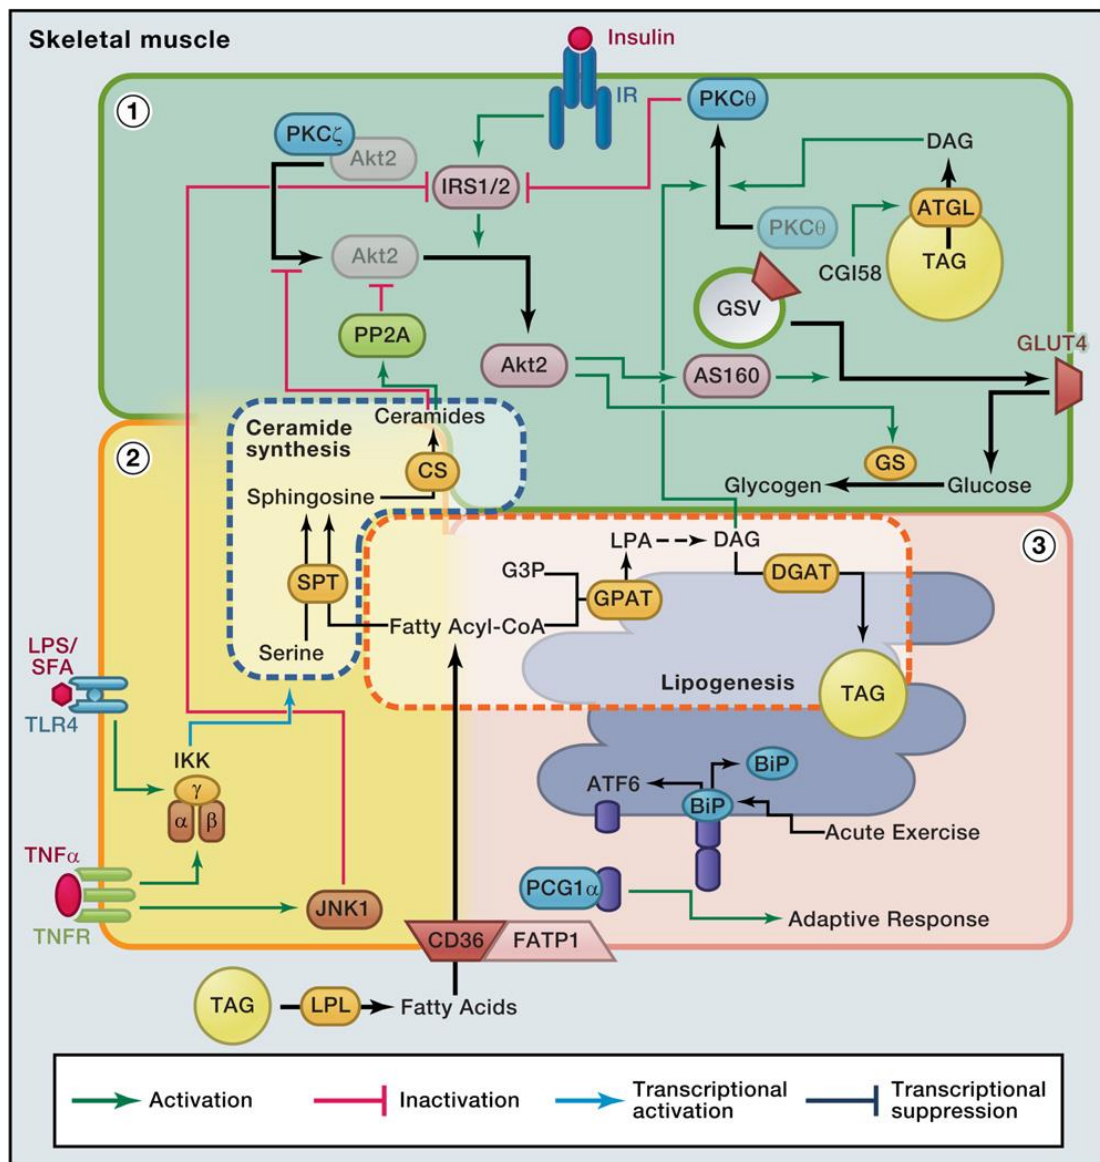 Skeletal muscle
Insulin
IR
1
PKCζ
Akt2
IRS1/2
PKCθ
DAG
ATGL
TAG
PKCθ
CGI58
Akt2
GSV
PP2A
Akt2
AS160
GLUT4
Ceramides
GS
Glycogen
Glucose
2
Ceramide
synthesis
CS
Sphingosine
SPT
Serine
3
LPA
DAG
G3P
GPAT
DGAT
Fatty Acyl-CoA
Lipogenesis
TAG
LPS/
SFA
TLR4
IKK
γ
α
β
TNFα
TNFR
JNK1
ATF6
BiP
BiP
Acute Exercise
PCG1α
Adaptive Response
CD36
FATP1
TAG
LPL
Fatty Acids
Activation
Inactivation
Transcriptional
activation
Transcriptional
suppression